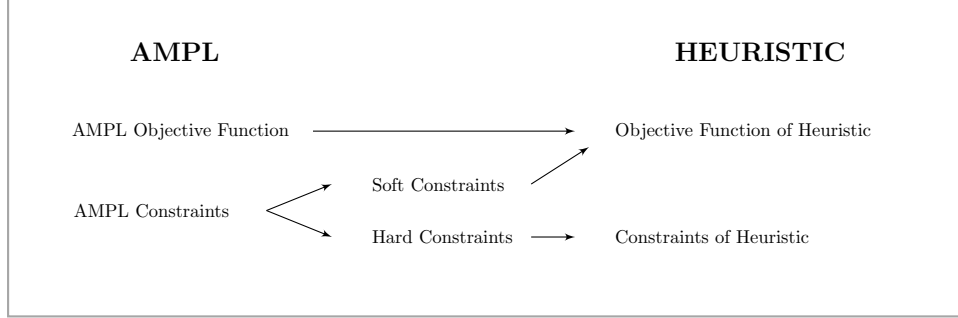 AMPL
HEURISTIC
AMPL Objective Function
Objective Function of Heuristic
Soft Constraints
AMPL Constraints
Hard Constraints
Constraints of Heuristic